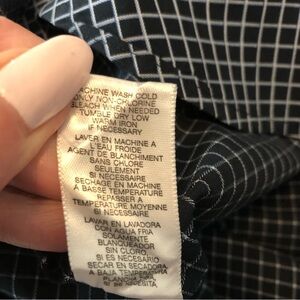 MACHINE WASH COLD
ONLY NON-CHLORINE
BLEACH WHEN NEEDED
TUMBLE DRY LOW
WARM IRON
IF NECESSARY
LAVER EN MACHINE A
L'EAU FROIDE
AGENT DE BLANCHIMENT
SANS CHLORE
SEULEMENT
SI NECESSAIRE
SECHAGE EN MACHINE
A BASSE TEMPERATURE
REPASSER A
TEMPERATURE MOYENNE
SI NECESSAIRE
LAVAR EN LAVADORA
CON AGUA FRIA
SOLAMENTE
BLANQUEADOR
SIN CLORO
SI ES NECESARIO
SECAR EN SECADORA
A BAJA TEMPERATURA